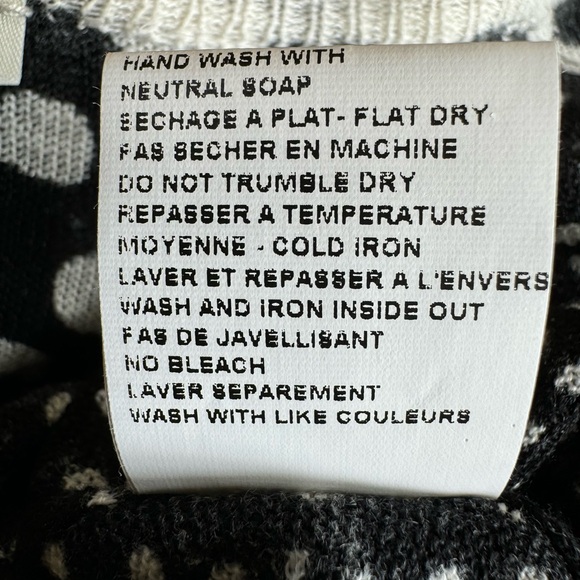 HAND WASH WITH
NEUTRAL SOAP
SECHAGE A PLAT- FLAT DRY
PAS SECHER EN MACHINE
DO NOT TRUMBLE DRY
REPASSER A TEMPERATURE
MOYENNE - COLD IRON
LAVER ET REPASSER A L'ENVERS
WASH AND IRON INSIDE OUT
PAS DE JAVELLISANT
NO BLEACH
LAVER SEPAREMENT
WASH WITH LIKE COULEURS